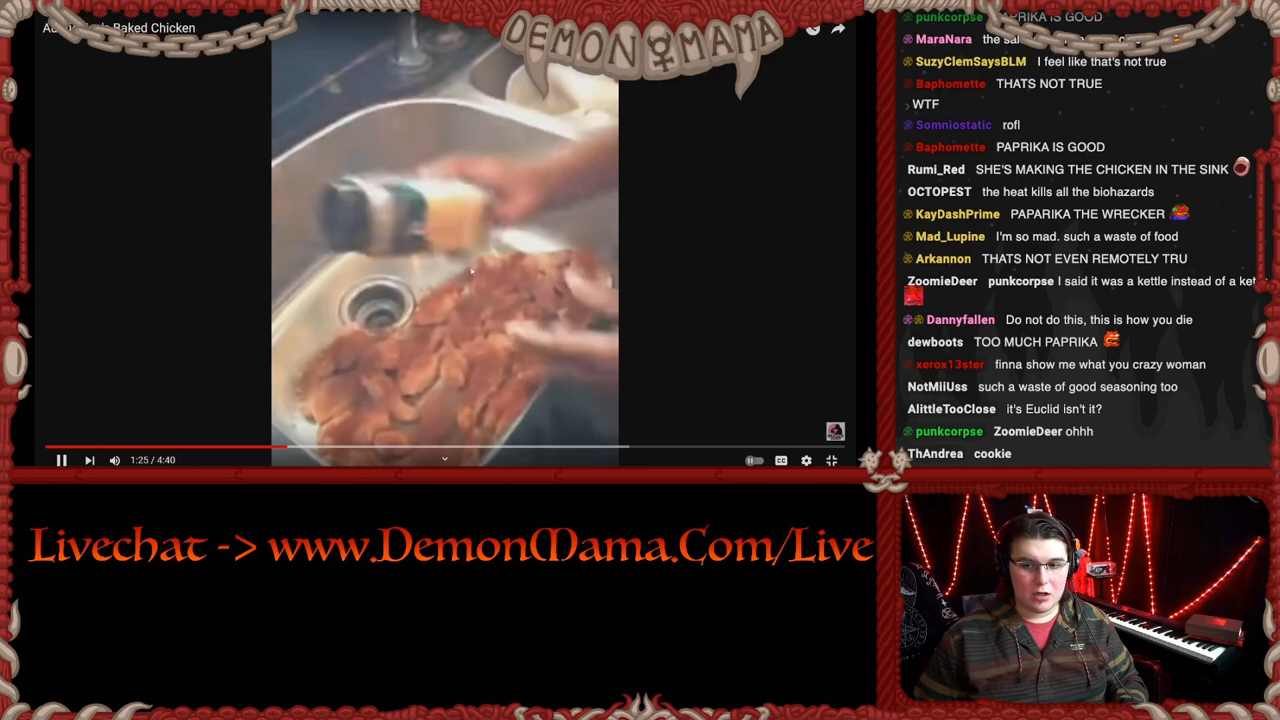 Baked Chicken
1:25 / 4:40
CC
DEMON MAMA
punkcorpse PAPRIKA IS GOOD
MaraNara
SuzyClemSaysBLM I feel like that's not true
Baphomette THATS NOT TRUE
WTF
Somniostatic rofl
Baphomette PAPRIKA IS GOOD
Rumi_Red SHE'S MAKING THE CHICKEN IN THE SINK
OCTOPEST the heat kills all the biohazards
KayDashPrime PAPARIKA THE WRECKER
Mad_Lupine I'm so mad. such a waste of food
Arkannon THATS NOT EVEN REMOTELY TRU
ZoomieDeer punkcorpse I said it was a kettle instead of a ket
Dannyfallen Do not do this, this is how you die
dewboots TOO MUCH PAPRIKA
xerox13ster finna show me what you crazy woman
NotMiiUss such a waste of good seasoning too
AlittleTooClose it's Euclid isn't it?
punkcorpse ZoomieDeer ohhh
ThAndrea cookie
Livechat -> www.DemonMama.Com/Live